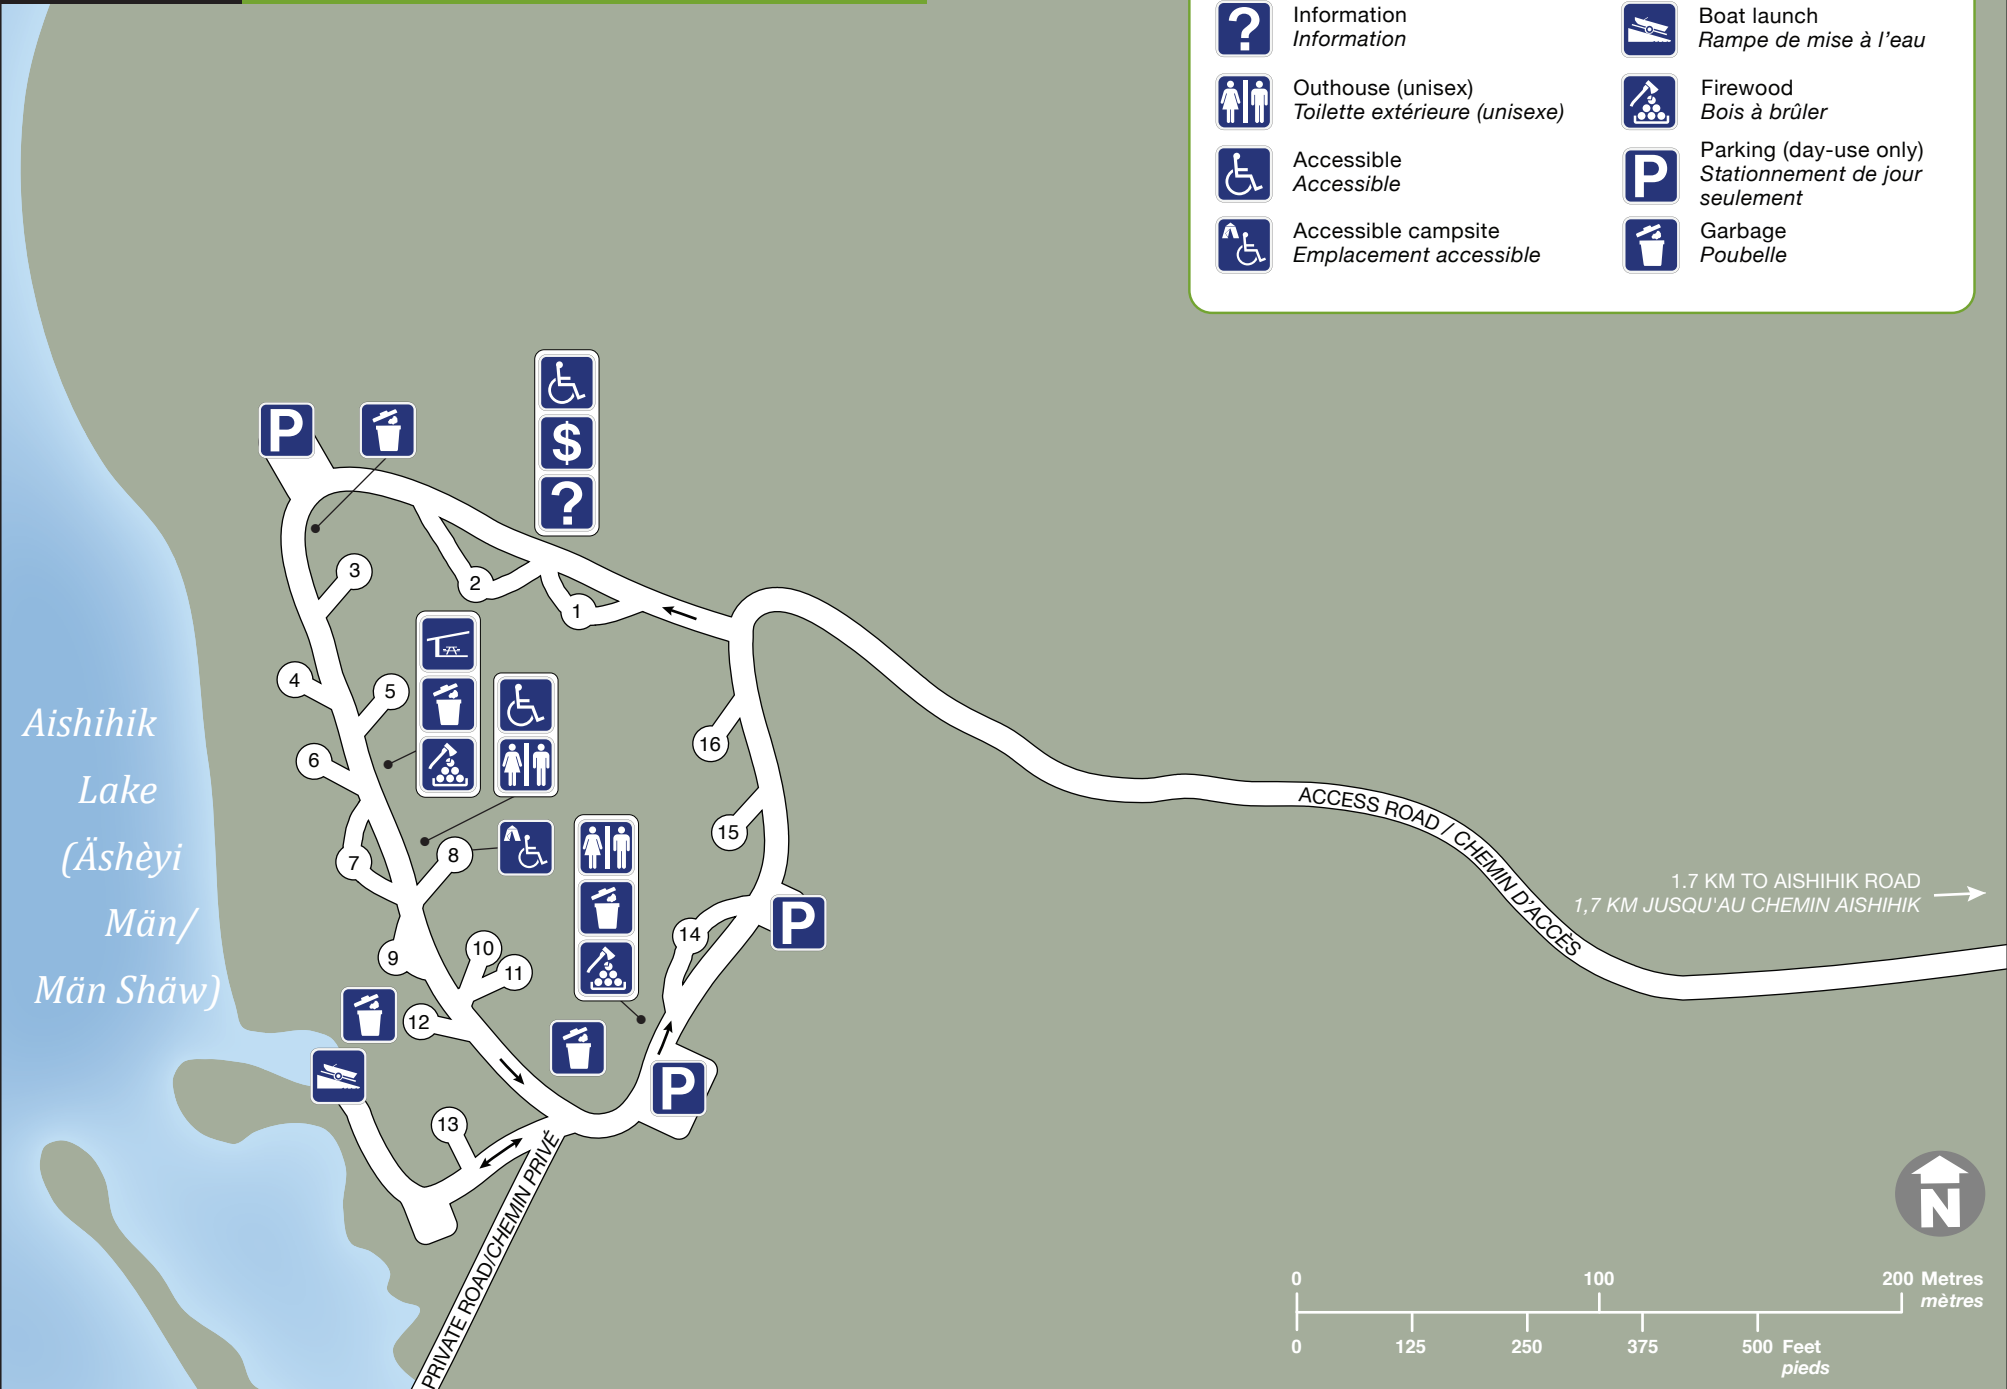 Information
Information
Outhouse (unisex)
Toilette extérieure (unisexe)
Accessible
Accessible
Accessible campsite
Emplacement accessible
Boat launch
Rampe de mise à l'eau
Firewood
Bois à brûler
Parking (day-use only)
Stationnement de jour
seulement
Garbage
Poubelle
?
P
P
$
?
3
2
1
4
5
16
6
15
7
8
14
P
9
10
11
12
P
13
Aishihik
Lake
(Äshèyi
Män/
Män Shäw)
ACCESS ROAD / CHEMIN D'ACCÈS
1.7 KM TO AISHIHIK ROAD
1,7 KM JUSQU'AU CHEMIN AISHIHIK
PRIVATE ROAD/CHEMIN PRIVÉ
N
0 100 200 Metres
mètres
0 125 250 375 500 Feet
pieds